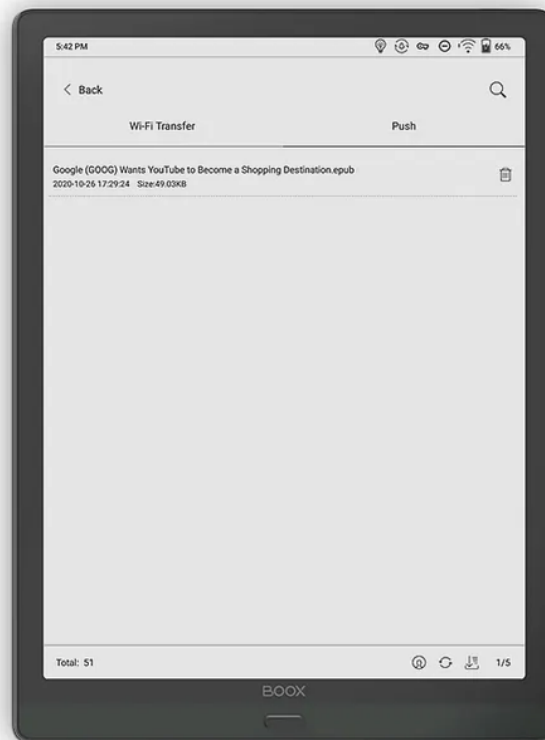 5:42 PM
66%
Back
Wi-Fi Transfer
Push
Google (GOOG) Wants YouTube to Become a Shopping Destination.epub
2020-10-26 17:29:24 Size:49.03KB
Total: 51
1/5
BOOX